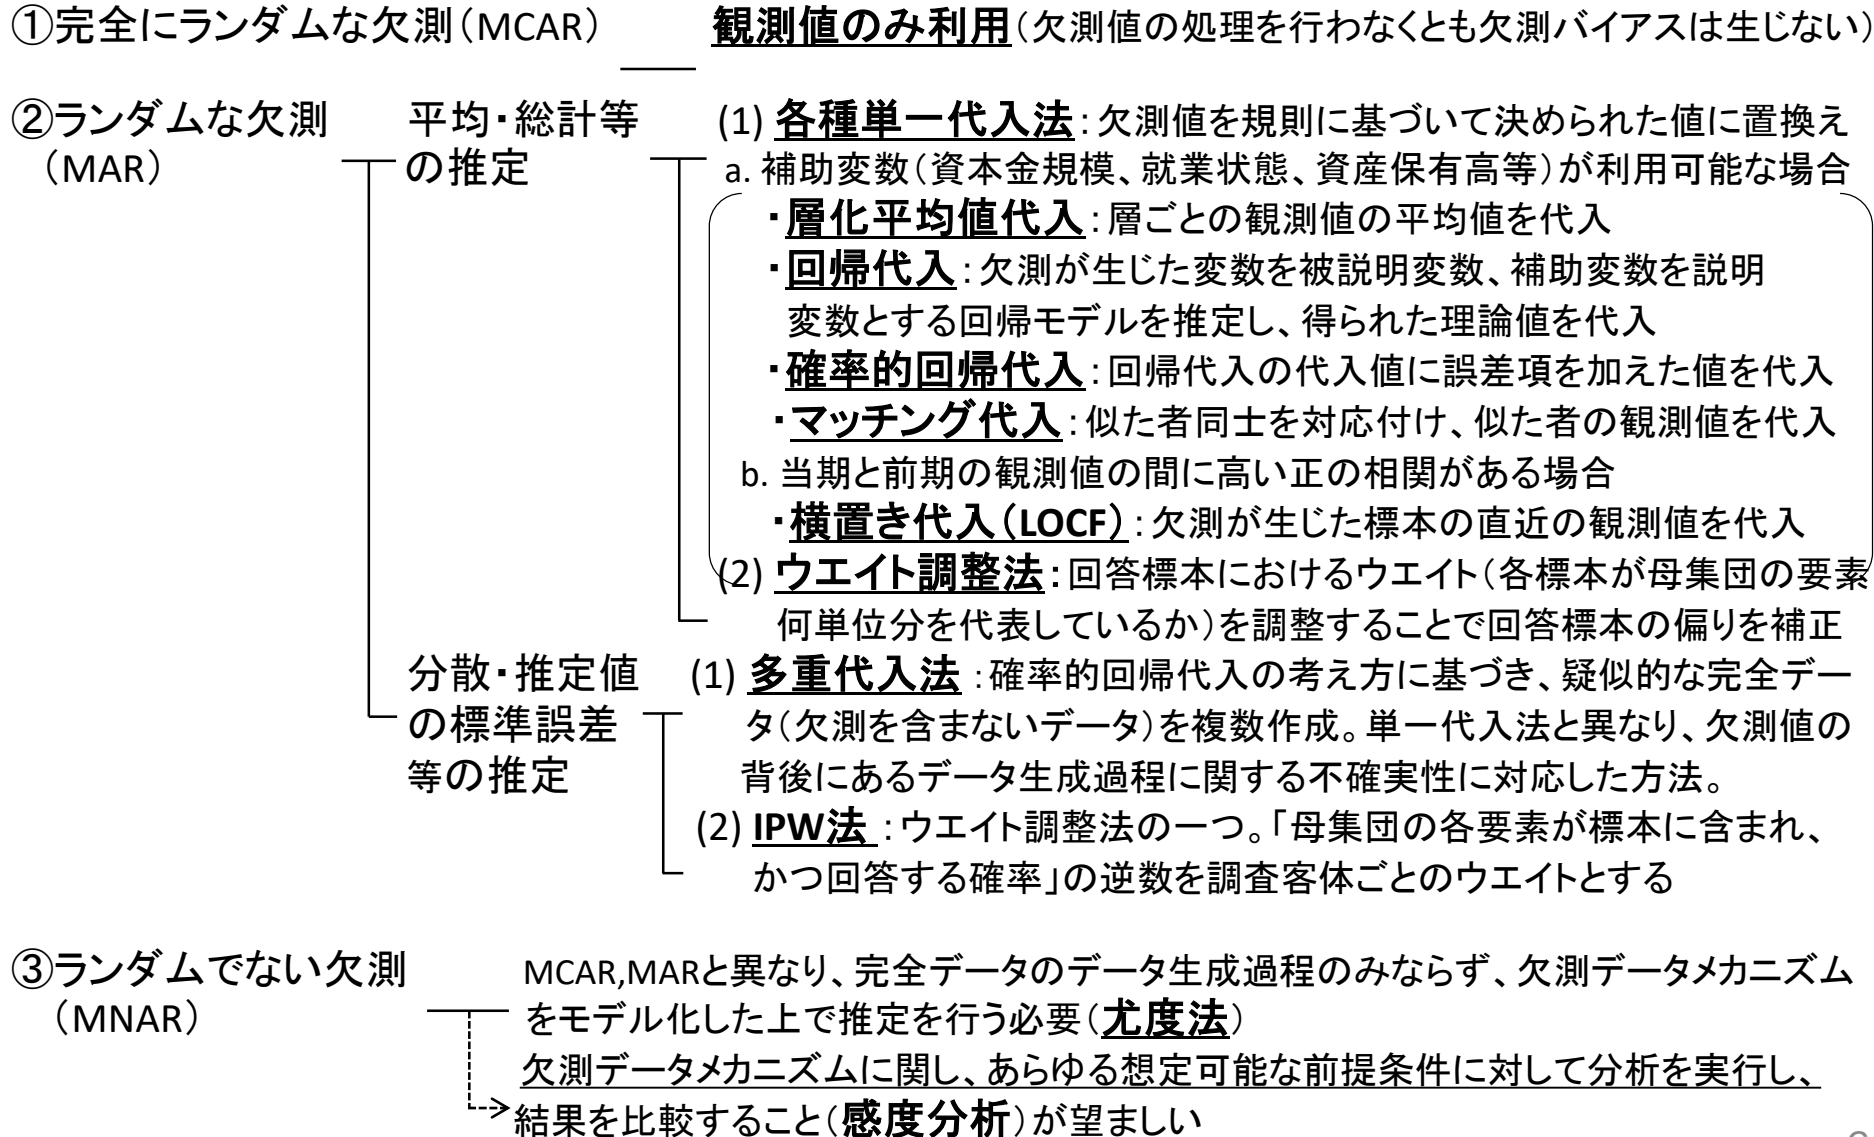 ①完全にランダムな欠測（MCAR） 観測値のみ利用（欠測値の処理を行わなくとも欠測バイアスは生じない）
②ランダムな欠測 平均・総計等 (1) 各種単一代入法：欠測値を規則に基づいて決められた値に置換え
（MAR） の推定 a. 補助変数（資本金規模、就業状態、資産保有高等）が利用可能な場合
・層化平均値代入：層ごとの観測値の平均値を代入
・回帰代入：欠測が生じた変数を被説明変数、補助変数を説明
変数とする回帰モデルを推定し、得られた理論値を代入
・確率的回帰代入：回帰代入の代入値に誤差項を加えた値を代入
・マッチング代入：似た者同士を対応付け、似た者の観測値を代入
b. 当期と前期の観測値の間に高い正の相関がある場合
・横置き代入（LOCF）：欠測が生じた標本の直近の観測値を代入
(2) ウエイト調整法：回答標本におけるウエイト（各標本が母集団の要素
何単位分を代表しているか）を調整することで回答標本の偏りを補正
分散・推定値 (1) 多重代入法：確率的回帰代入の考え方に基づき、疑似的な完全デー
の標準誤差 タ（欠測を含まないデータ）を複数作成。単一代入法と異なり、欠測値の
等の推定 背後にあるデータ生成過程に関する不確実性に対応した方法。
(2) IPW法：ウエイト調整法の一つ。「母集団の各要素が標本に含まれ、
かつ回答する確率」の逆数を調査客体ごとのウエイトとする
③ランダムでない欠測 MCAR,MARと異なり、完全データのデータ生成過程のみならず、欠測データメカニズム
（MNAR） をモデル化した上で推定を行う必要（尤度法）
欠測データメカニズムに関し、あらゆる想定可能な前提条件に対して分析を実行し、
結果を比較すること（感度分析）が望ましい